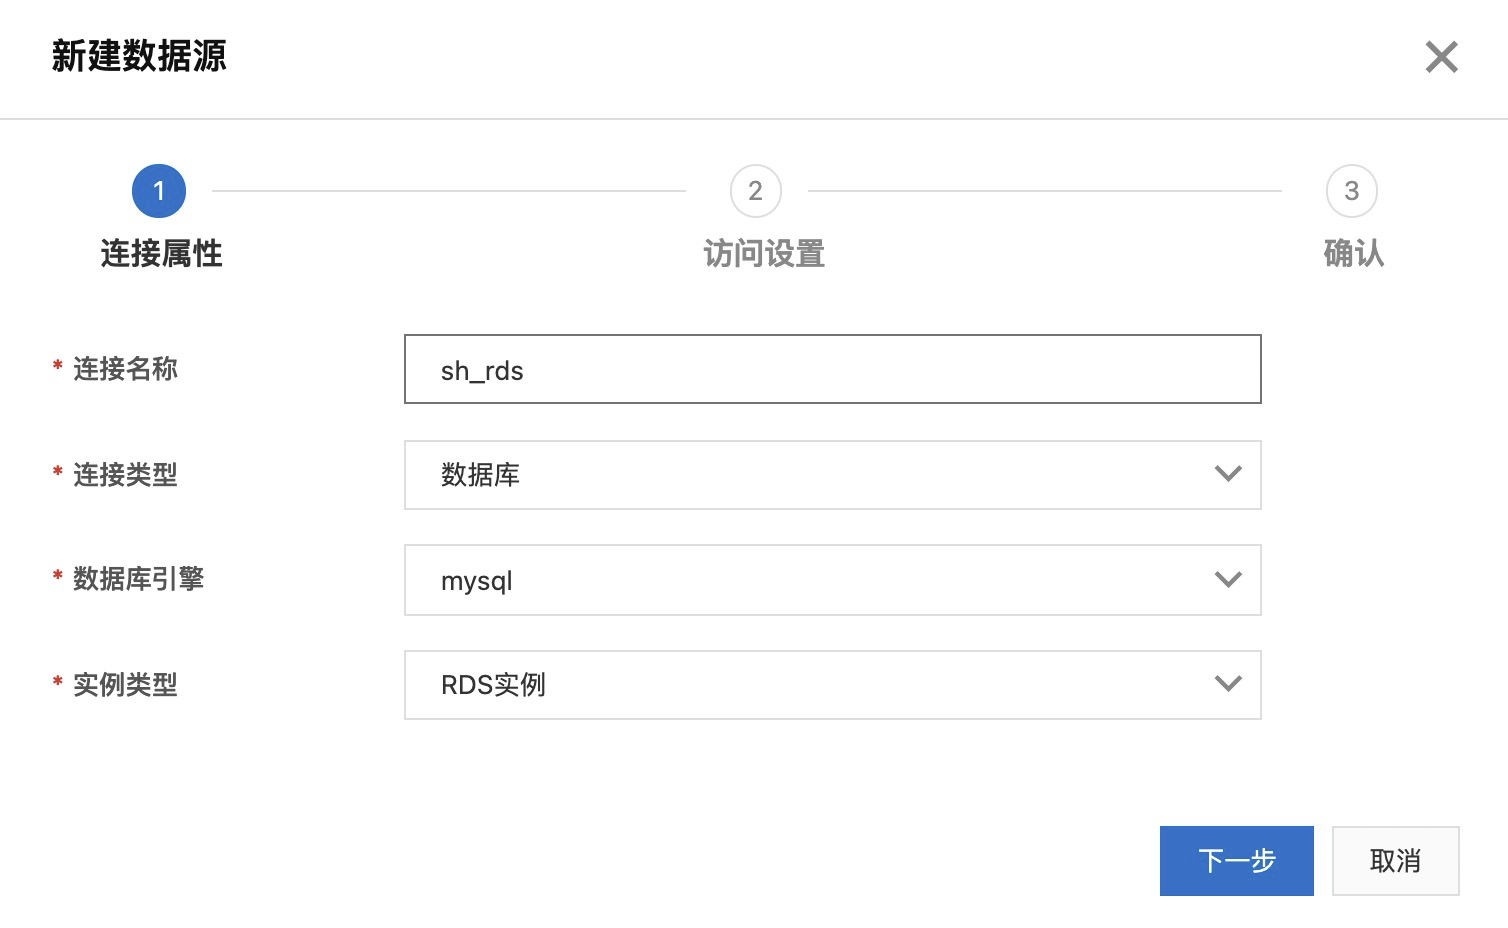 新建数据源
1
2
3
连接属性
访问设置
确认
* 连接名称
sh_rds
* 连接类型
数据库
* 数据库引擎
mysql
* 实例类型
RDS实例
下一步
取消